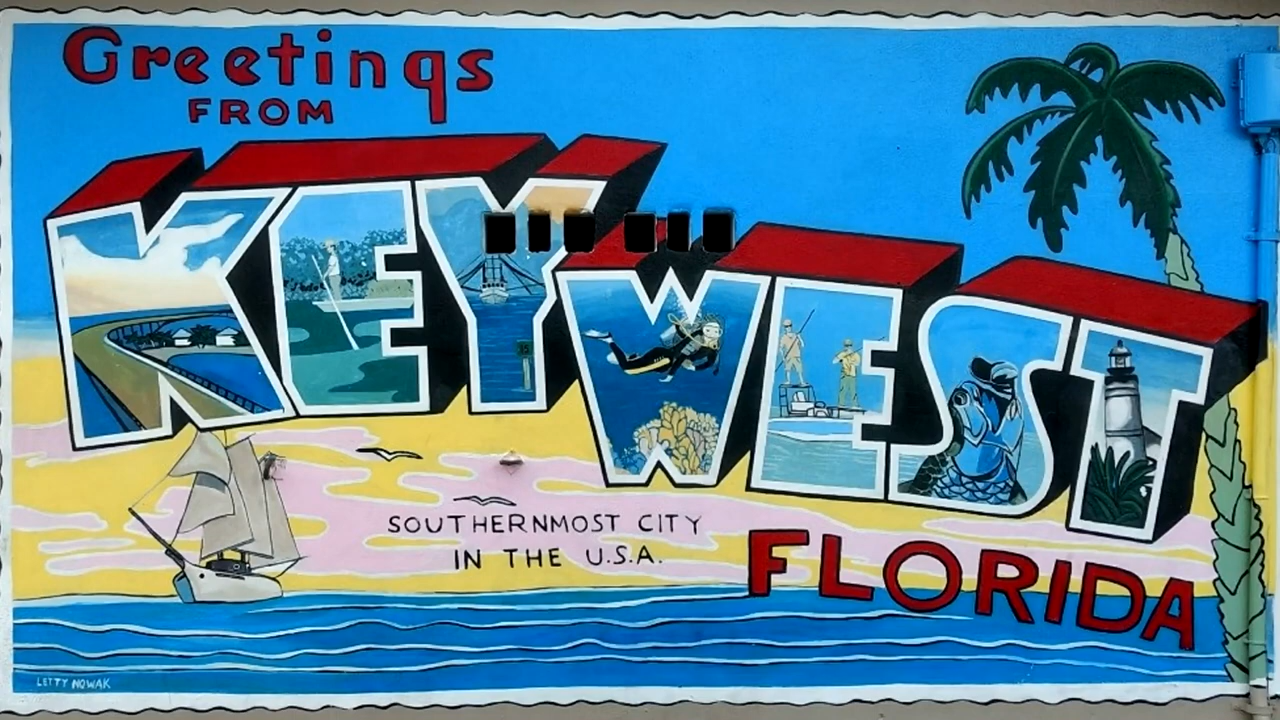 Greetings
FROM
KEY WEST
SOUTHERNMOST CITY
IN THE U.S.A.
FLORIDA
LETTY NOWAK